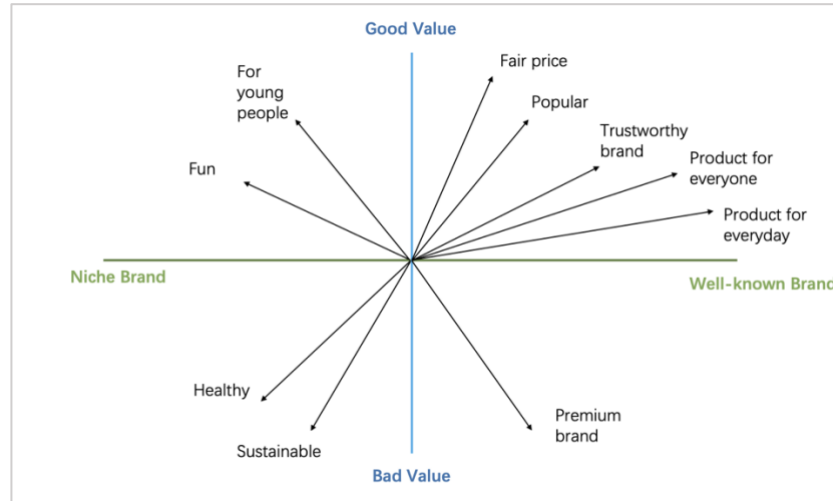 Good Value
Fair price
For
young
people
Popular
Trustworthy
brand
Product for
everyone
Fun
Product for
everyday
Niche Brand
Well-known Brand
Healthy
Premium
brand
Sustainable
Bad Value